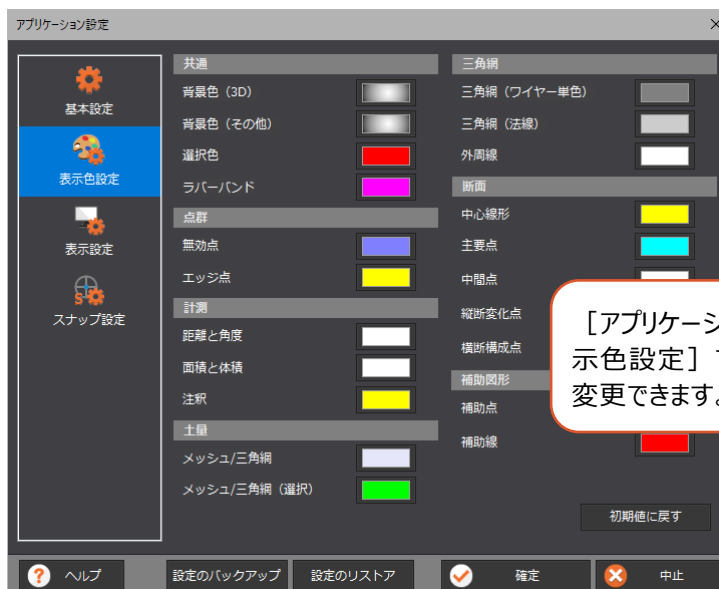 アプリケーション設定
基本設定
表示色設定
表示設定
スナップ設定
共通
背景色（3D）
背景色（その他）
選択色
ラバーバンド
点群
無効点
エッジ点
計測
距離と角度
面積と体積
注釈
土量
メッシュ/三角網
メッシュ/三角網（選択）
三角網
三角網（ワイヤー単色）
三角網（法線）
外周線
断面
中心線形
主要点
中間点
縦断変化点
横断構成点
補助図形
補助点
補助線
［アプリケーシ
示色設定］
変更できます。
初期値に戻す
ヘルプ
設定のバックアップ
設定のリストア
確定
中止